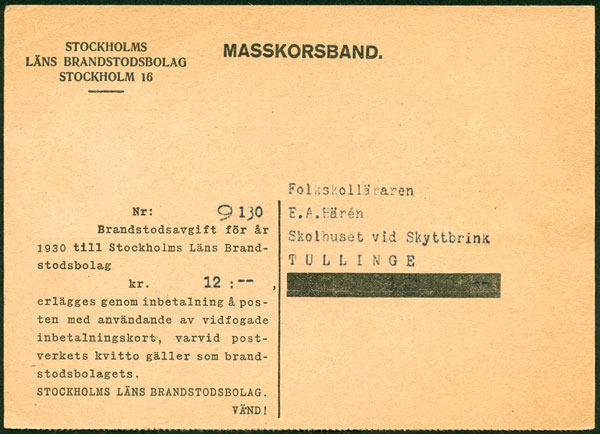 STOCKHOLMS
LÄNS BRANDSTODSBOLAG
STOCKHOLM 16
MASSKORSBAND.
Nr: 9130
Brandstodsavgift för år
1930 till Stockholms Läns Brand-
stodsbolag
kr. 12 :-- ,
erlägges genom inbetalning å pos-
ten med användande av vidfogade
inbetalningskort, varvid post-
verkets kvitto gäller som brand-
stodsbolagets.
STOCKHOLMS LÄNS BRANDSTODSBOLAG.
VÄND!
Folkskolläraren
E.A.Härén
Skolhuset vid Skyttbrink
TULLINGE